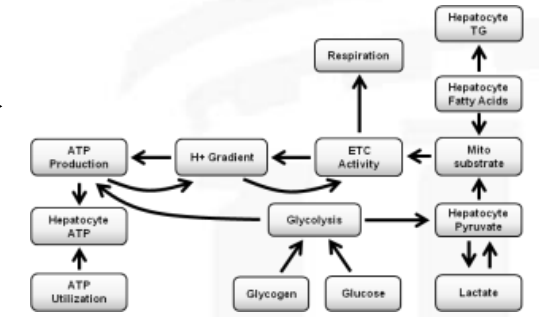 Hepatocyte
TG
Respiration
Hepatocyte
Fatty Acids
ATP
Production
H+ Gradient
ETC
Activity
Mito
substrate
Hepatocyte
ATP
Glycolysis
Hepatocyte
Pyruvate
ATP
Utilization
Glycogen
Glucose
Lactate